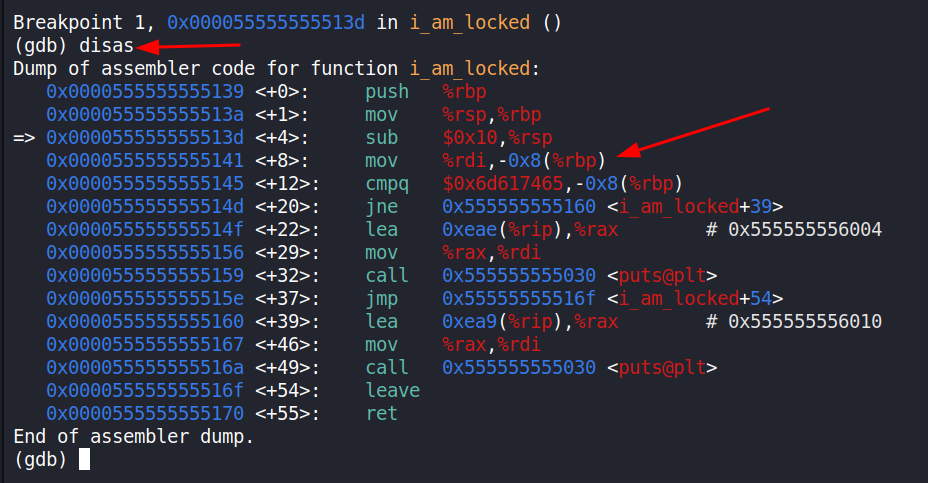 Breakpoint 1, 0x000055555555513d in i_am_locked ()
(gdb) disas
Dump of assembler code for function i_am_locked:
   0x0000555555555139 <+0>:     push   %rbp
   0x000055555555513a <+1>:     mov    %rsp,%rbp
=> 0x000055555555513d <+4>:     sub    $0x10,%rsp
   0x0000555555555141 <+8>:     mov    %rdi,-0x8(%rbp)
   0x0000555555555145 <+12>:    cmpq   $0x6d617465,-0x8(%rbp)
   0x000055555555514d <+20>:    jne    0x555555555160 <i_am_locked+39>
   0x000055555555514f <+22>:    lea    0xeae(%rip),%rax        # 0x555555556004
   0x0000555555555156 <+29>:    mov    %rax,%rdi
   0x0000555555555159 <+32>:    call   0x555555555030 <puts@plt>
   0x000055555555515e <+37>:    jmp    0x55555555516f <i_am_locked+54>
   0x0000555555555160 <+39>:    lea    0xea9(%rip),%rax        # 0x555555556010
   0x0000555555555167 <+46>:    mov    %rax,%rdi
   0x000055555555516a <+49>:    call   0x555555555030 <puts@plt>
   0x000055555555516f <+54>:    leave
   0x0000555555555170 <+55>:    ret
End of assembler dump.
(gdb)